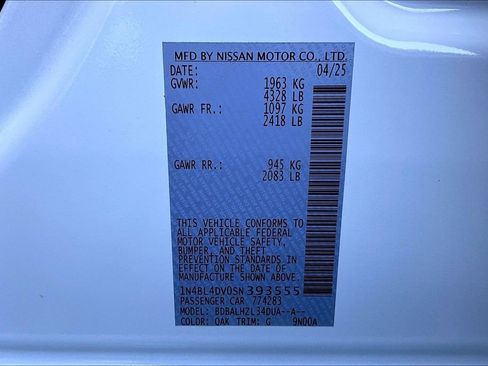 MFD BY NISSAN MOTOR CO., LTD.
DATE: 04/25
GVWR: 1963 KG
4328 LB
GAWR FR.: 1097 KG
2418 LB
GAWR RR.: 945 KG
2083 LB
THIS VEHICLE CONFORMS TO
ALL APPLICABLE FEDERAL
MOTOR VEHICLE SAFETY,
BUMPER, AND THEFT
PREVENTION STANDARDS
IN EFFECT ON THE DATE OF
MANUFACTURE SHOWN ABOVE.
1N4BL4DV0SN393555
PASSENGER CAR 774283
MODEL: BDBALHZL34DUA--A--
COLOR: QAK TRIM: G 9N00A